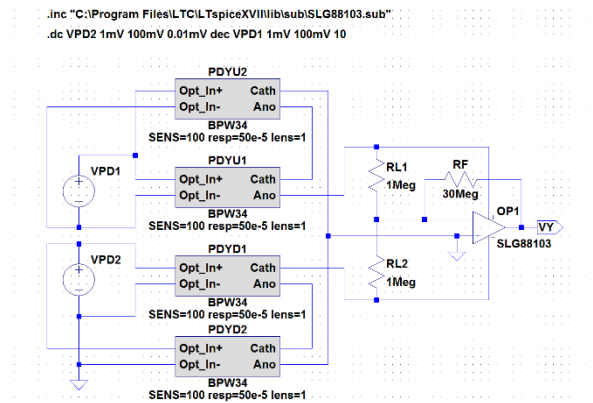 .inc "C:\Program Files\LTC\LTspiceXVII\lib\sub\SLG88103.sub"
.dc VPD2 1mV 100mV 0.01mV dec VPD1 1mV 100mV 10
PDYU2
Opt_In+ Cath
Opt_In- Ano
BPW34
SENS=100 resp=50e-5 lens=1
VPD1
PDYU1
Opt_In+ Cath
Opt_In- Ano
BPW34
SENS=100 resp=50e-5 lens=1
RL1
1Meg
RF
30Meg
OP1
SLG88103
VY
VPD2
PDYD1
Opt_In+ Cath
Opt_In- Ano
BPW34
SENS=100 resp=50e-5 lens=1
RL2
1Meg
PDYD2
Opt_In+ Cath
Opt_In- Ano
BPW34
SENS=100 resp=50e-5 lens=1